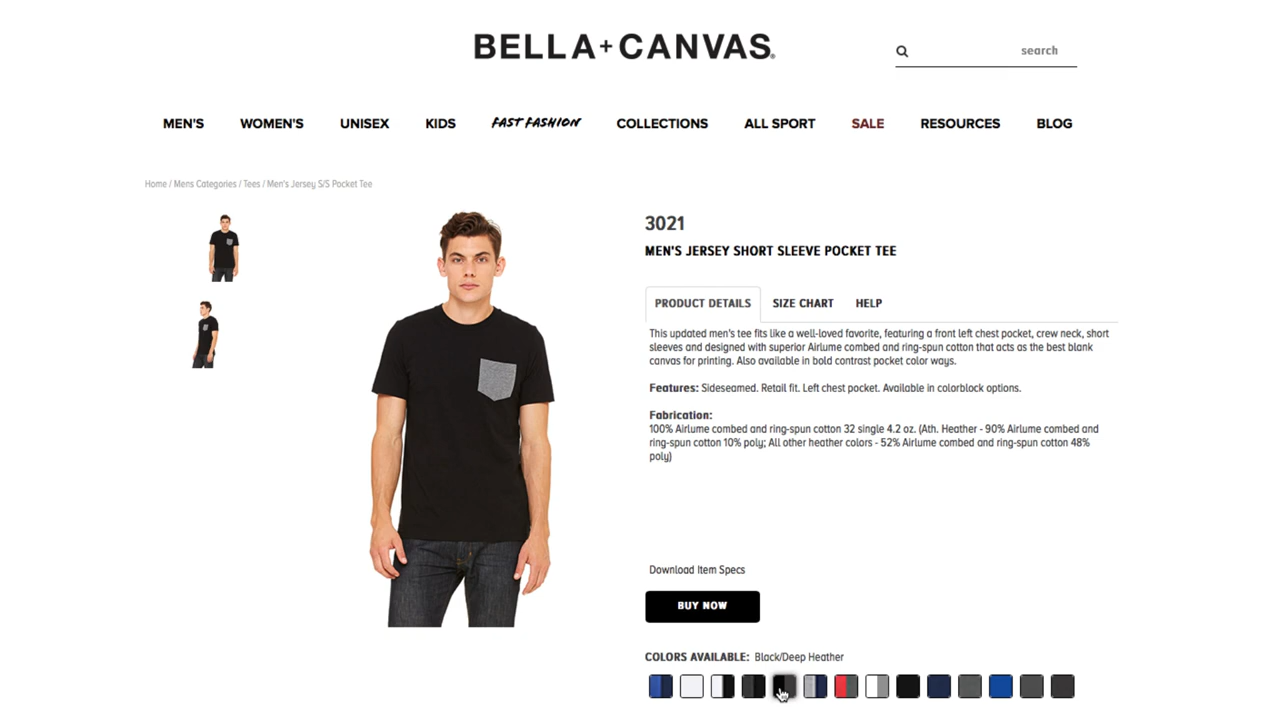 BELLA+CANVAS®
search
MEN'S WOMEN'S UNISEX KIDS FAST FASHION COLLECTIONS ALL SPORT SALE RESOURCES BLOG
Home / Mens Categories / Tees / Men's Jersey S/S Pocket Tee
3021
MEN'S JERSEY SHORT SLEEVE POCKET TEE
PRODUCT DETAILS SIZE CHART HELP
This updated men's tee fits like a well-loved favorite, featuring a front left chest pocket, crew neck, short
sleeves and designed with superior Airlume combed and ring-spun cotton that acts as the best blank
canvas for printing. Also available in bold contrast pocket color ways.
Features: Sideseamed. Retail fit. Left chest pocket. Available in colorblock options.
Fabrication:
100% Airlume combed and ring-spun cotton 32 single 4.2 oz. (Ath. Heather - 90% Airlume combed and
ring-spun cotton 10% poly; All other heather colors - 52% Airlume combed and ring-spun cotton 48%
poly)
Download Item Specs
BUY NOW
COLORS AVAILABLE: Black/Deep Heather